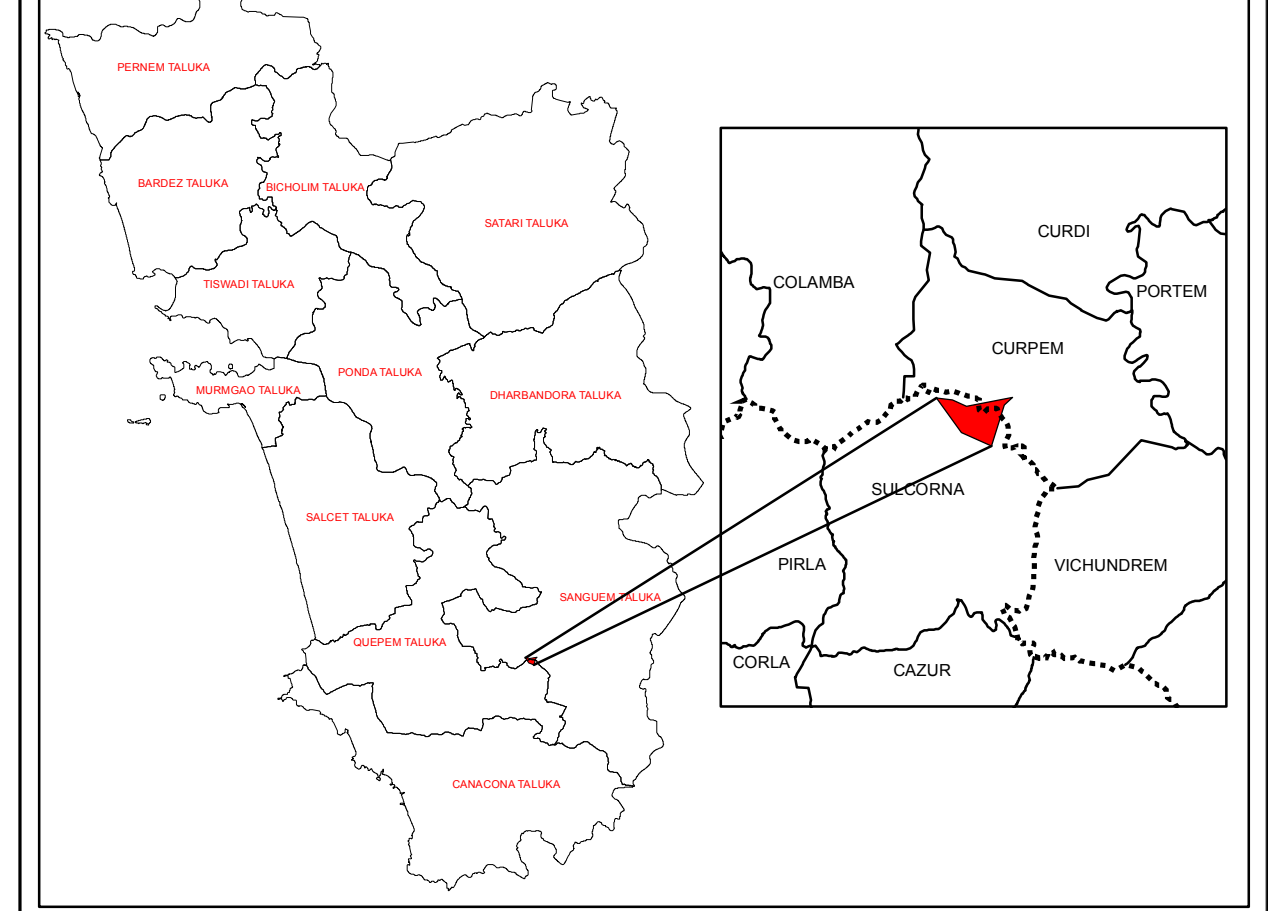 PERNEM TALUKA
BARDEZ TALUKA
BICHOLIM TALUKA
SATARI TALUKA
TISWADI TALUKA
PONDA TALUKA
MURMGAO TALUKA
DHARBANDORA TALUKA
SALCET TALUKA
SANGUEM TALUKA
QUEPEM TALUKA
CANACONA TALUKA
CURDI
COLAMBA
PORTEM
CURPEM
SULCORNA
PIRLA
VICHUNDREM
CORLA
CAZUR